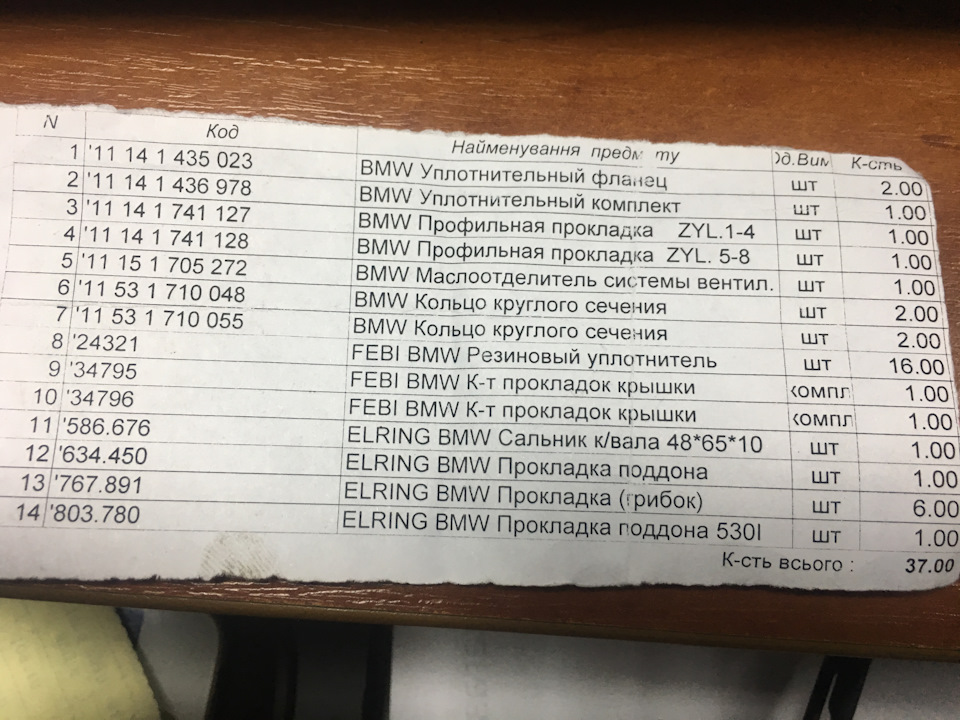 N Код Найменування предм ту д.Вим К-сть
1 '11 14 1 435 023 BMW Уплотнительный фланец шт 2.00
2 '11 14 1 436 978 BMW Уплотнительный комплект шт 1.00
3 '11 14 1 741 127 BMW Профильная прокладка ZYL.1-4 шт 1.00
4 '11 14 1 741 128 BMW Профильная прокладка ZYL. 5-8 шт 1.00
5 '11 15 1 705 272 BMW Маслоотделитель системы вентил. шт 1.00
6 '11 53 1 710 048 BMW Кольцо круглого сечения шт 2.00
7 '11 53 1 710 055 BMW Кольцо круглого сечения шт 2.00
8 '24321 FEBI BMW Резиновый уплотнитель шт 16.00
9 '34795 FEBI BMW К-т прокладок крышки компл 1.00
10 '34796 FEBI BMW К-т прокладок крышки компл 1.00
11 '586.676 ELRING BMW Сальник к/вала 48*65*10 шт 1.00
12 '634.450 ELRING BMW Прокладка поддона шт 1.00
13 '767.891 ELRING BMW Прокладка (грибок) шт 6.00
14 '803.780 ELRING BMW Прокладка поддона 530I шт 1.00
К-сть всього : 37.00